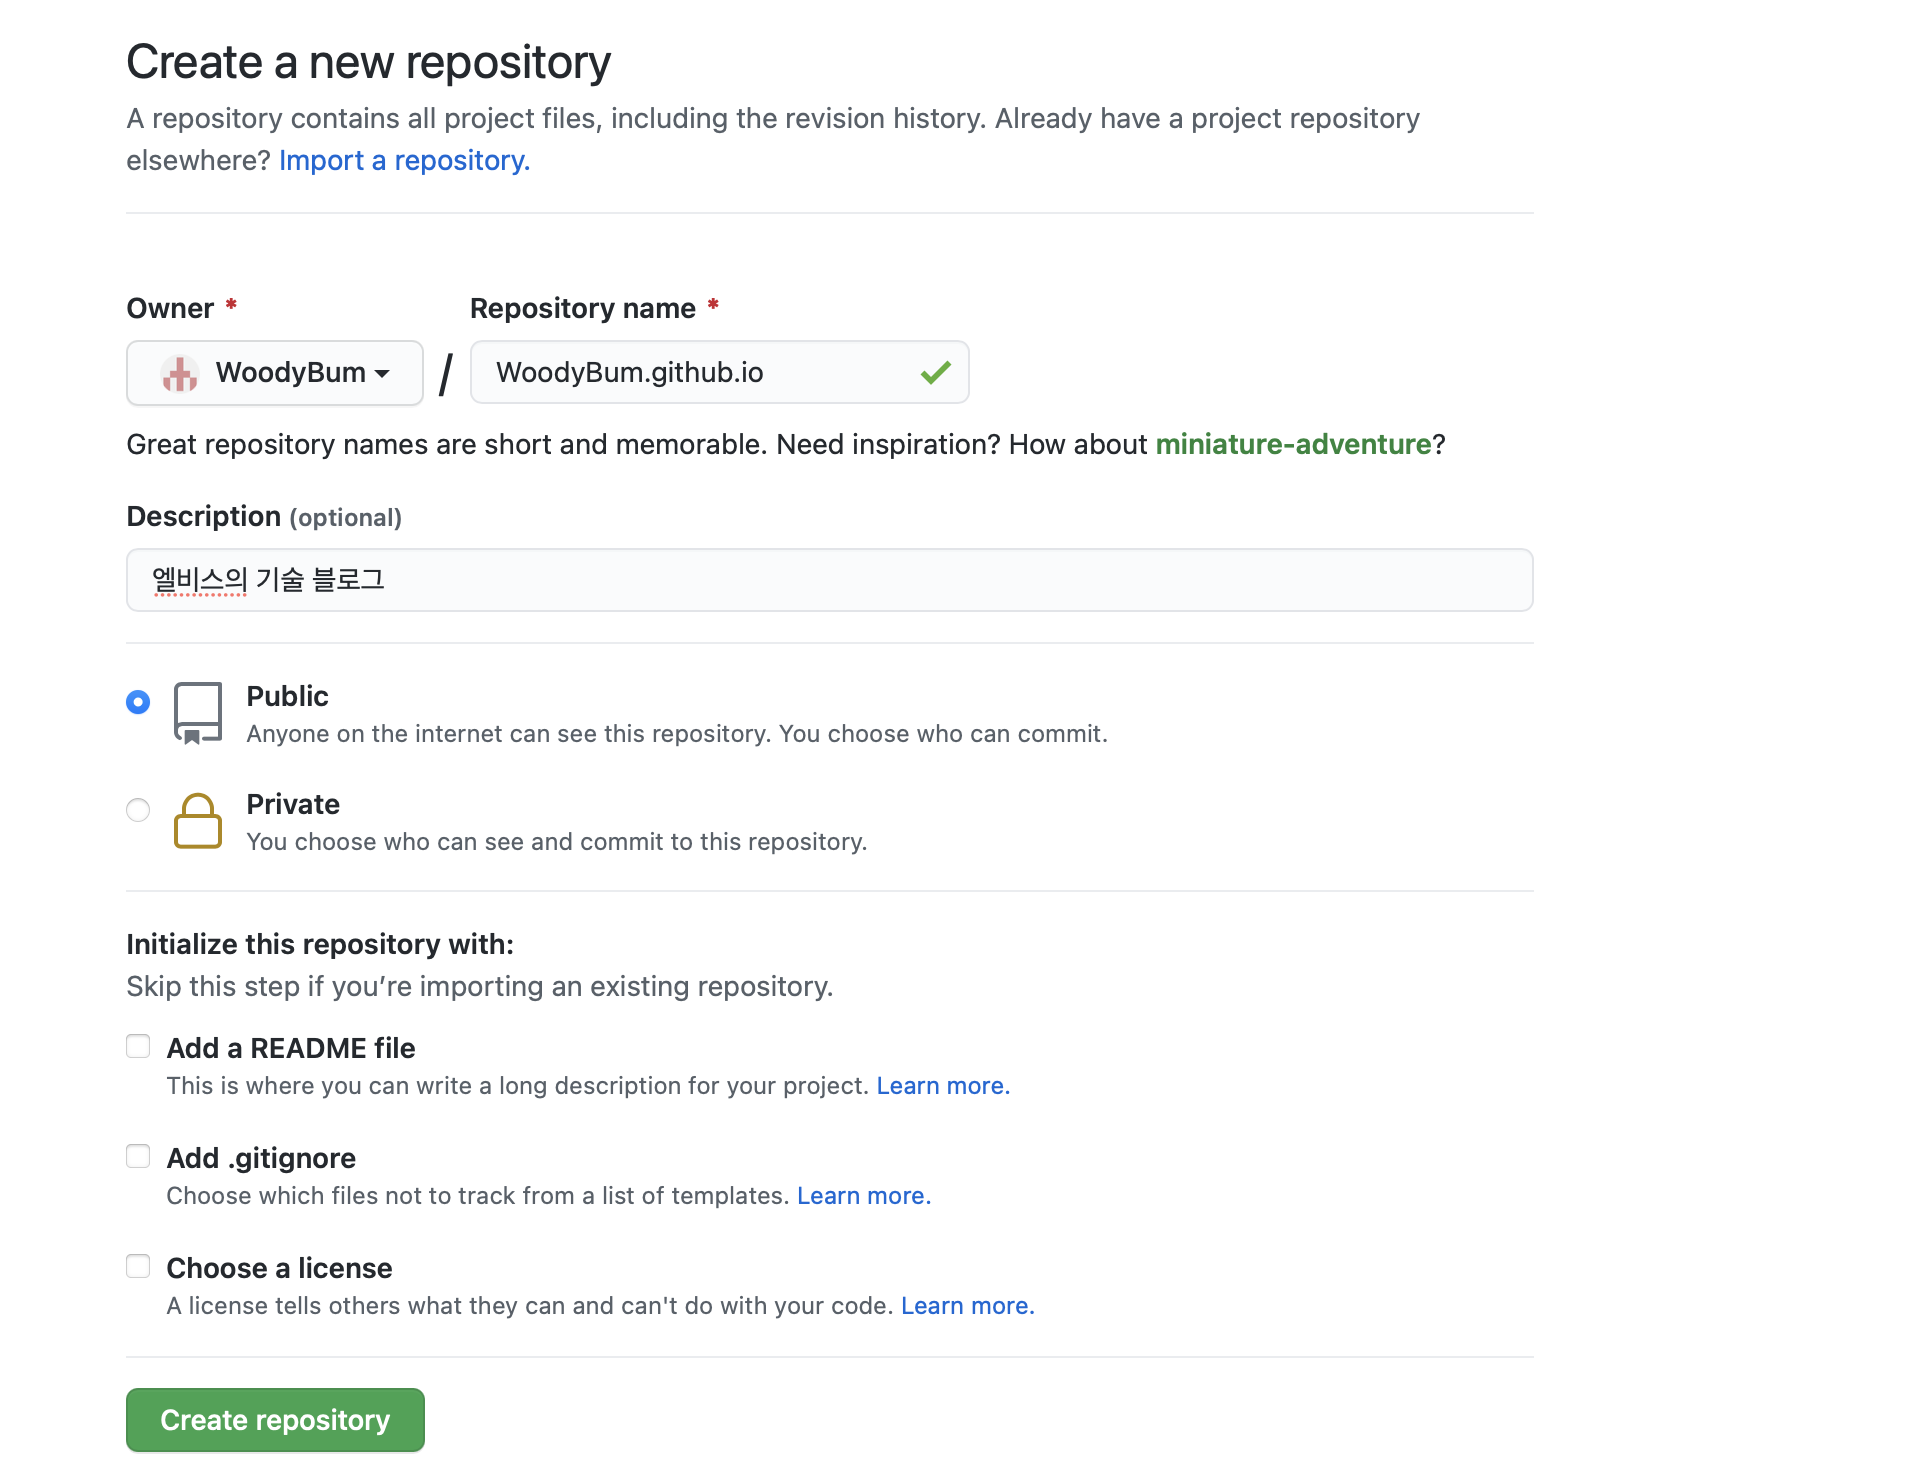 Create a new repository
A repository contains all project files, including the revision history. Already have a project repository
elsewhere? Import a repository.
Owner * Repository name *
WoodyBum / WoodyBum.github.io
Great repository names are short and memorable. Need inspiration? How about miniature-adventure?
Description (optional)
엘비스의 기술 블로그
Public
Anyone on the internet can see this repository. You choose who can commit.
Private
You choose who can see and commit to this repository.
Initialize this repository with:
Skip this step if you’re importing an existing repository.
Add a README file
This is where you can write a long description for your project. Learn more.
Add .gitignore
Choose which files not to track from a list of templates. Learn more.
Choose a license
A license tells others what they can and can't do with your code. Learn more.
Create repository